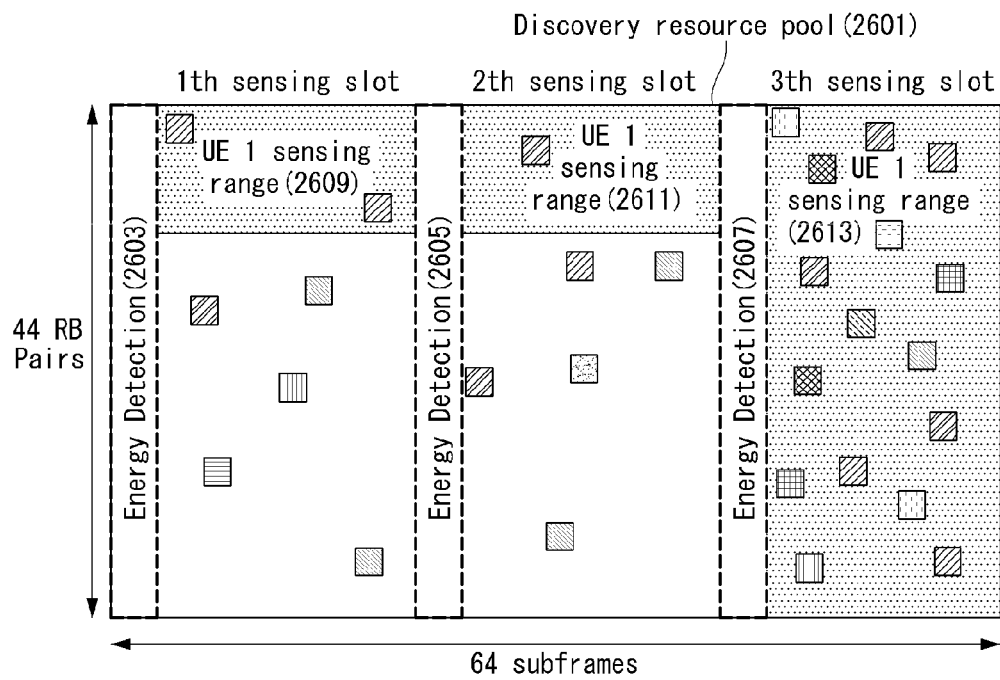 Discovery resource pool(2601)
1th sensing slot
2th sensing slot
3th sensing slot
UE 1 sensing
range(2609)
UE 1
sensing
range(2611)
UE 1
sensing range
(2613)
Energy Detection(2603)
Energy Detection(2605)
Energy Detection(2607)
44 RB
Pairs
64 subframes